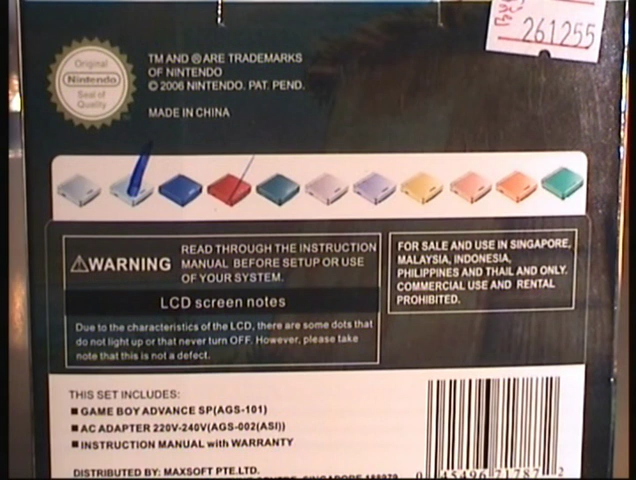 261255
Original
Nintendo
Seal of
Quality
TM AND ® ARE TRADEMARKS
OF NINTENDO
© 2006 NINTENDO. PAT. PEND.
MADE IN CHINA
WARNING
READ THROUGH THE INSTRUCTION
MANUAL BEFORE SETUP OR USE
OF YOUR SYSTEM.
LCD screen notes
Due to the characteristics of the LCD, there are some dots that
do not light up or that never turn OFF. However, please take
note that this is not a defect.
FOR SALE AND USE IN SINGAPORE,
MALAYSIA, INDONESIA,
PHILIPPINES AND THAIL AND ONLY.
COMMERCIAL USE AND RENTAL
PROHIBITED.
THIS SET INCLUDES:
■ GAME BOY ADVANCE SP(AGS-101)
■ AC ADAPTER 220V-240V(AGS-002(ASI))
■ INSTRUCTION MANUAL with WARRANTY
DISTRIBUTED BY: MAXSOFT PTE.LTD.
0 45496 71787 2